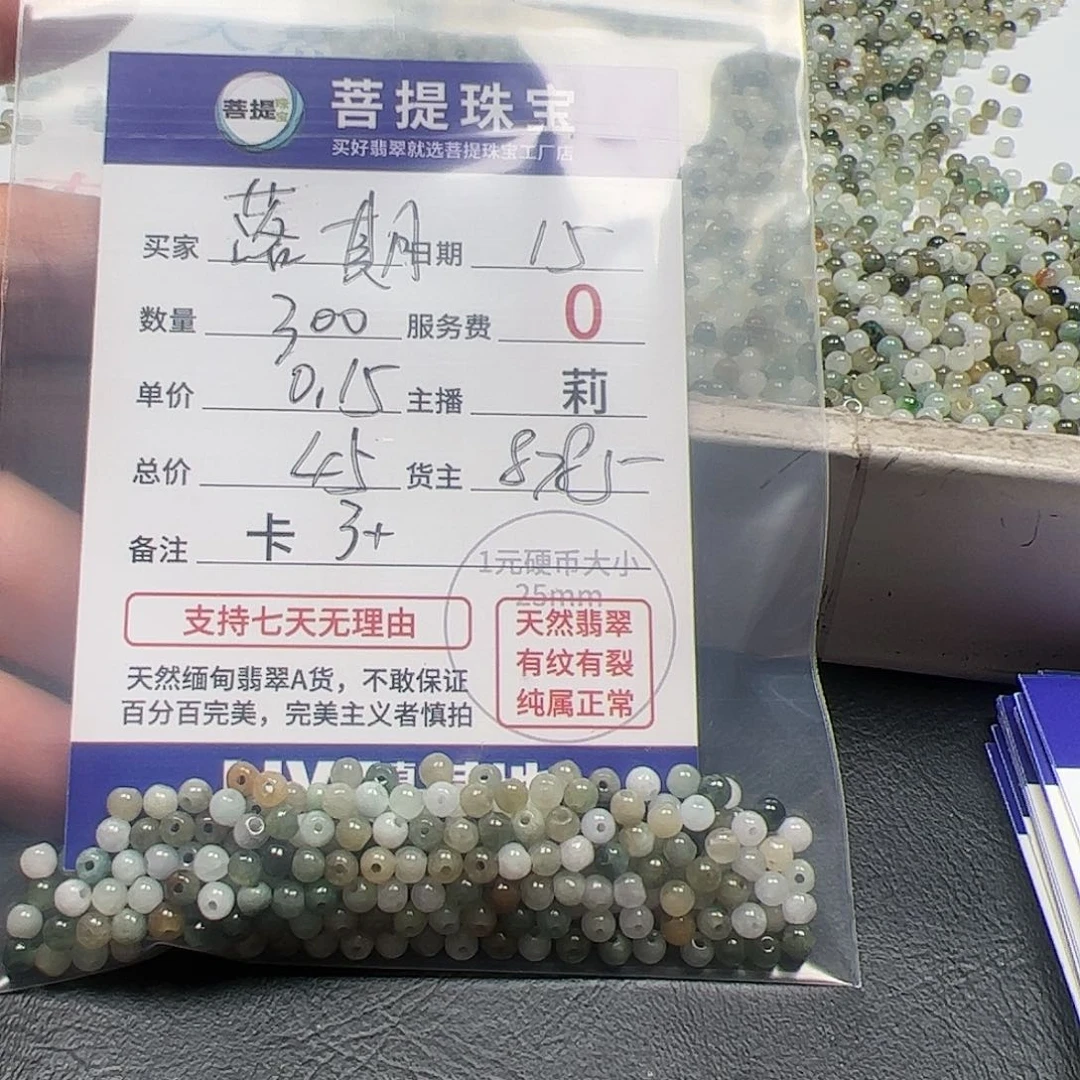 菩提珠宝
菩提珠宝
买好翡翠就选菩提珠宝工厂店
买家 落期 日期 15
数量 300 服务费 0
单价 0.15 主播 莉
总价 45 货主
备注 卡 3+
1元硬币大小
25mm
支持七天无理由
天然翡翠
有纹有裂
纯属正常
天然缅甸翡翠A货，不敢保证
百分百完美，完美主义者慎拍